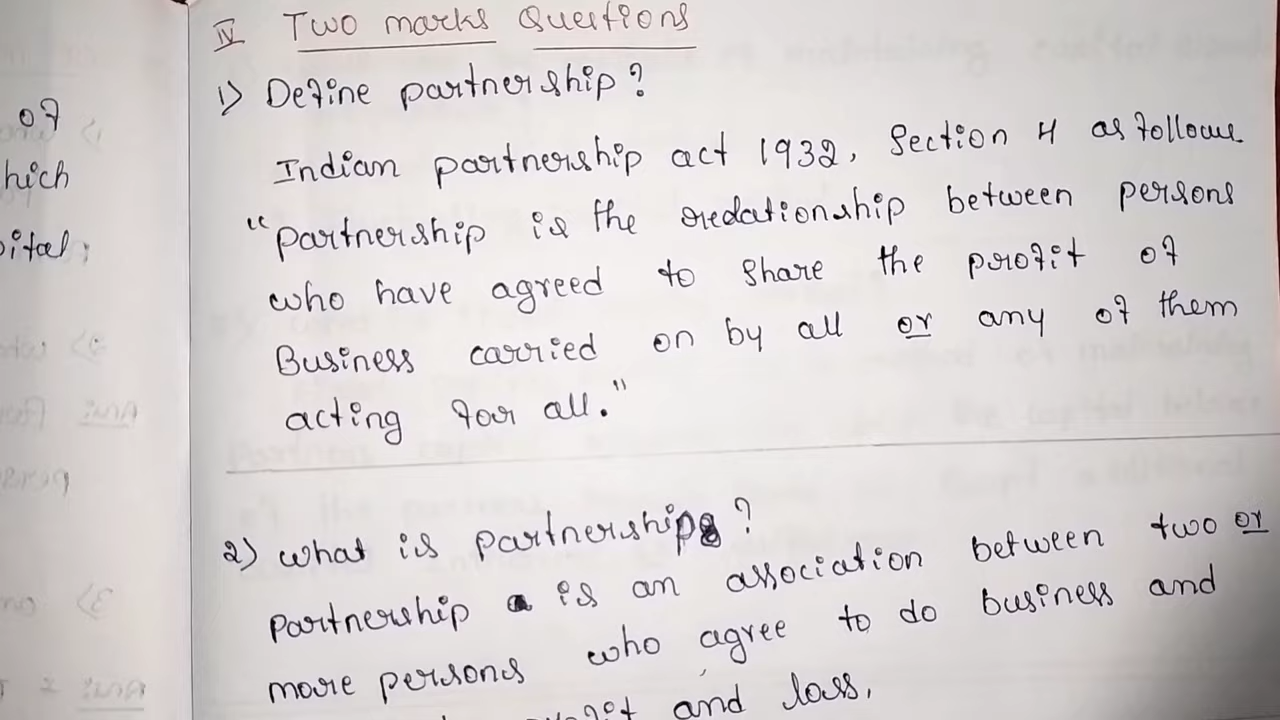 IV Two marks Questions
1) Define partnership?
Indian partnership act 1932, Section 4 as follows
"partnership is the relationship between persons
who have agreed to share the profit of
Business carried on by all or any of them
acting for all."
2) what is partnership?
partnership is an association between two or
more persons who agree to do business and
and loss.
of
hich
pital,